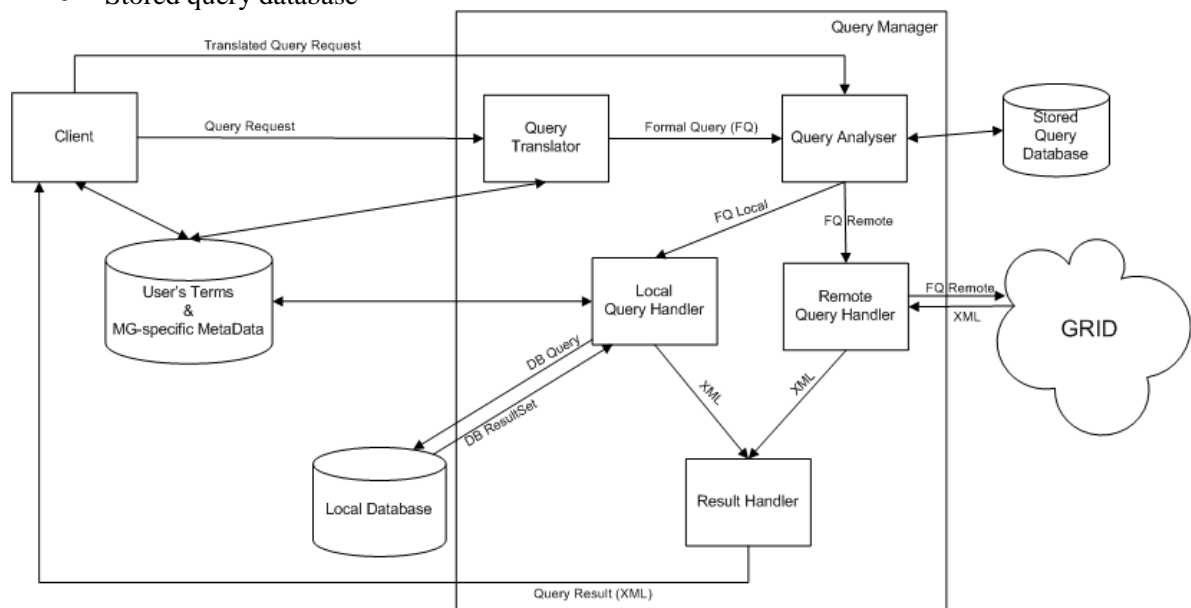 Stored query database
Query Manager
Translated Query Request
Client
Query Request
Query
Translator
Formal Query (FQ)
Query Analyser
Stored
Query
Database
FQ Local
FQ Remote
User's Terms
&
MG-specific MetaData
Local
Query Handler
Remote
Query Handler
FQ Remote
XML
GRID
DB Query
DB ResultSet
XML
XML
Local Database
Result Handler
Query Result (XML)